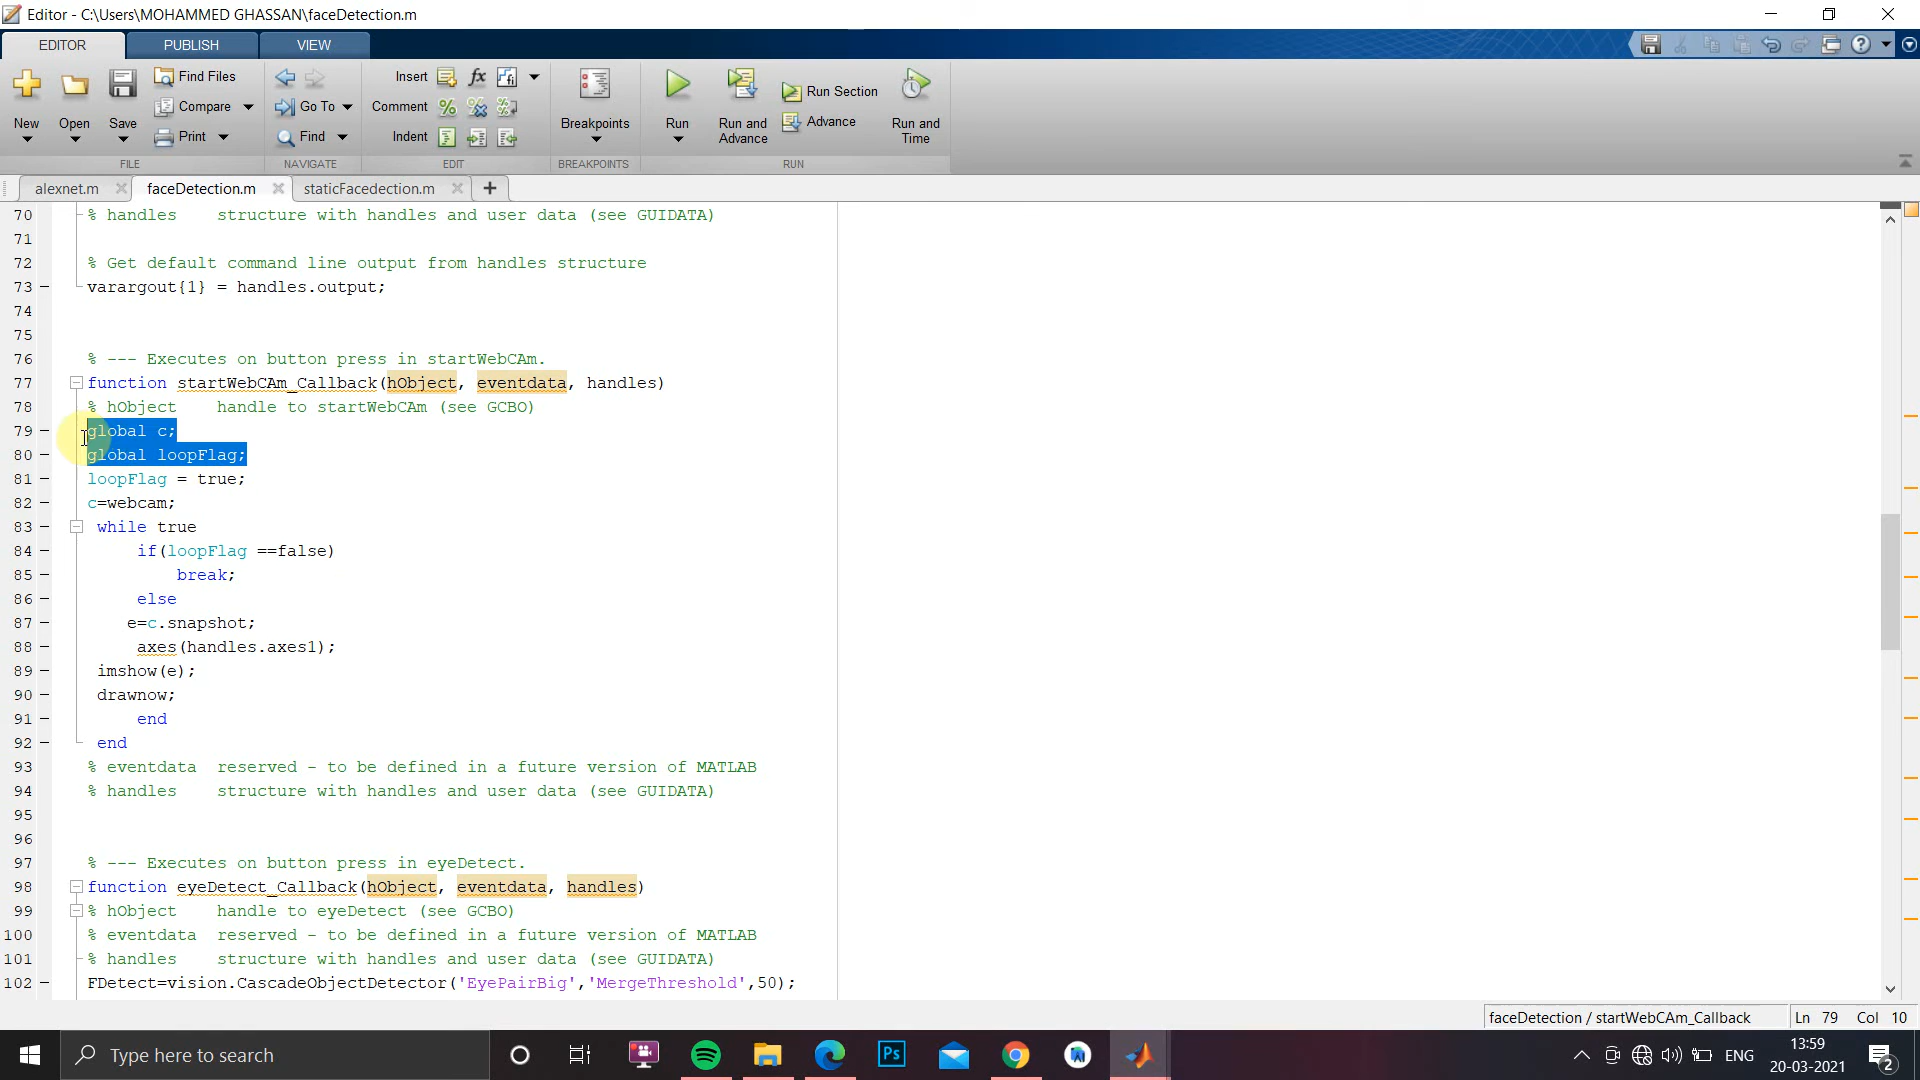 Editor - C:\Users\MOHAMMED GHASSAN\faceDetection.m
EDITOR PUBLISH VIEW
New
Open
Save
Find Files
Compare
Print
FILE
Go To
Find
NAVIGATE
Insert
Comment
Indent
EDIT
Breakpoints
BREAKPOINTS
Run
Run and Advance
Run Section
Advance
Run and Time
RUN
alexnet.m faceDetection.m staticFacedection.m
70 % handles    structure with handles and user data (see GUIDATA)
71
72 % Get default command line output from handles structure
73 varargout{1} = handles.output;
74
75
76 % --- Executes on button press in startWebCAm.
77 function startWebCAm_Callback(hObject, eventdata, handles)
78 % hObject    handle to startWebCAm (see GCBO)
79 global c;
80 global loopFlag;
81 loopFlag = true;
82 c=webcam;
83 while true
84 if(loopFlag ==false)
85 break;
86 else
87 e=c.snapshot;
88 axes(handles.axes1);
89 imshow(e);
90 drawnow;
91 end
92 end
93 % eventdata  reserved - to be defined in a future version of MATLAB
94 % handles    structure with handles and user data (see GUIDATA)
95
96
97 % --- Executes on button press in eyeDetect.
98 function eyeDetect_Callback(hObject, eventdata, handles)
99 % hObject    handle to eyeDetect (see GCBO)
100 % eventdata  reserved - to be defined in a future version of MATLAB
101 % handles    structure with handles and user data (see GUIDATA)
102 FDetect=vision.CascadeObjectDetector('EyePairBig','MergeThreshold',50);
faceDetection / startWebCAm_Callback Ln 79 Col 10
Type here to search
Ps
ENG
13:59
20-03-2021
2